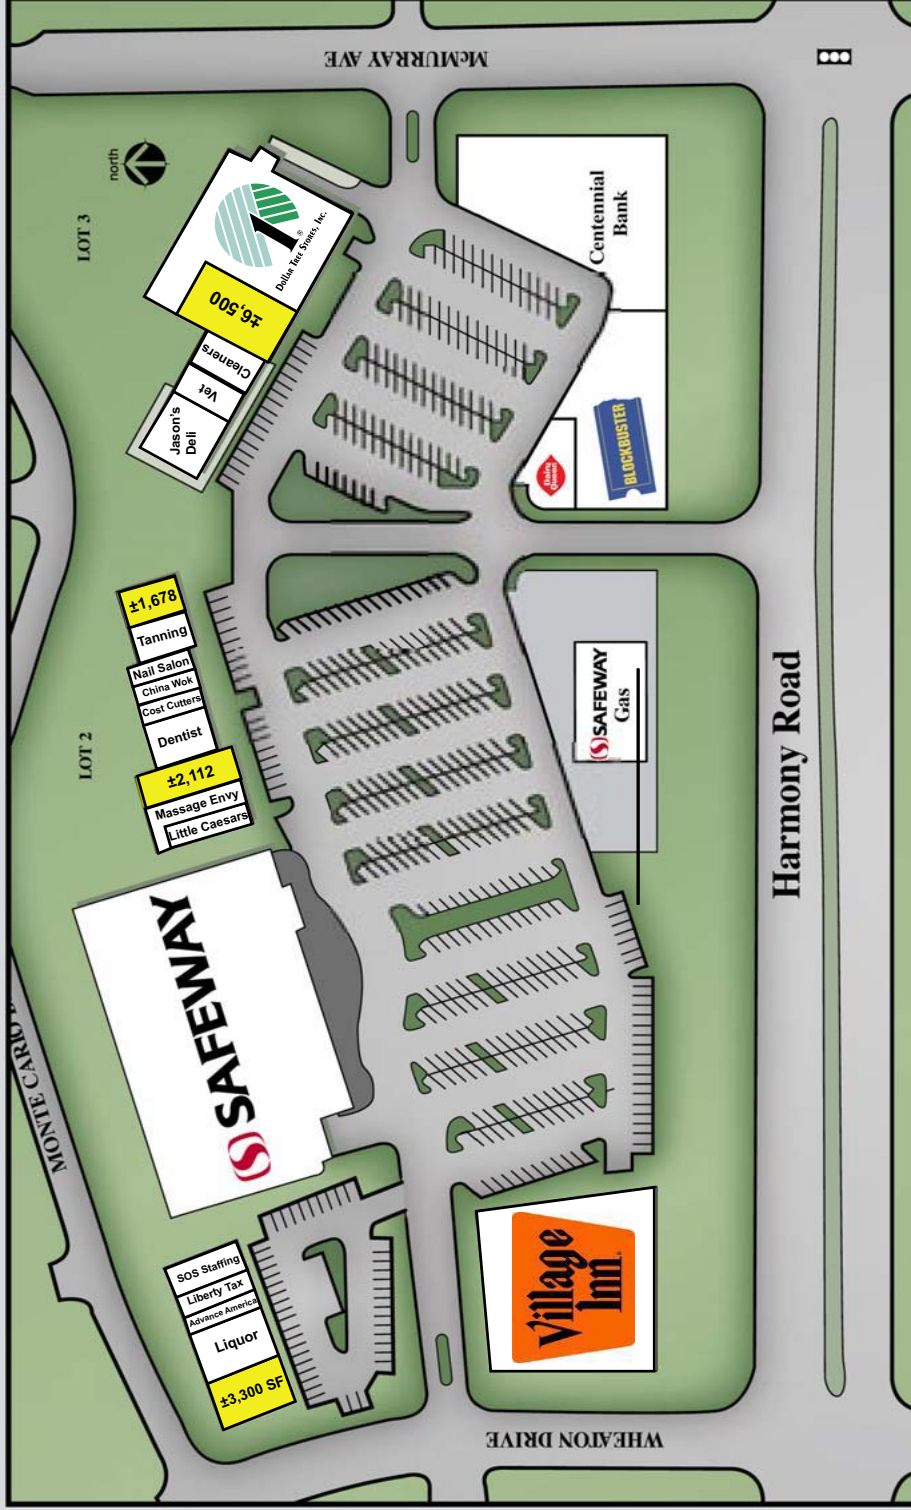 McMURRAY AVE
north
LOT 3
1
®
DOLLAR TREE STORES, INC.
±6,500
Cleaners
Vet
Jason's
Deli
Centennial
Bank
Dairy
Queen
BLOCKBUSTER
±1,678
Tanning
Nail Salon
China Wok
Cost Cutters
Dentist
±2,112
Massage Envy
Little Caesars
LOT 2
SAFEWAY
Gas
Harmony Road
SAFEWAY
MONTE CARLO
SOS Staffing
Liberty Tax
Advance America
Liquor
±3,300 SF
Village
Inn
WHEATON DRIVE